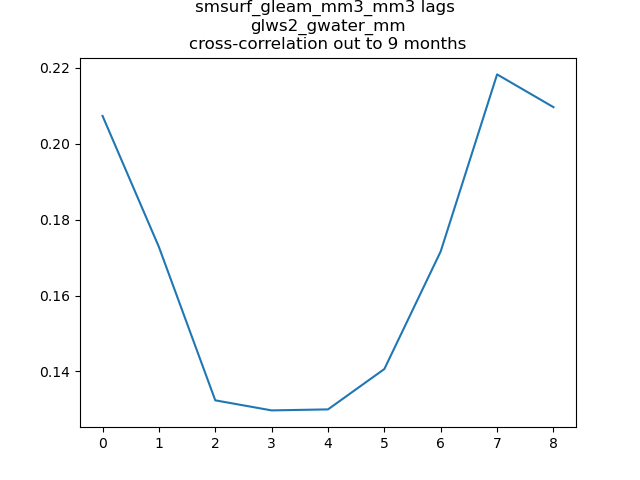 smsurf_gleam_mm3_mm3 lags
glws2_gwater_mm
cross-correlation out to 9 months
0.22
0.20
0.18
0.16
0.14
0 1 2 3 4 5 6 7 8